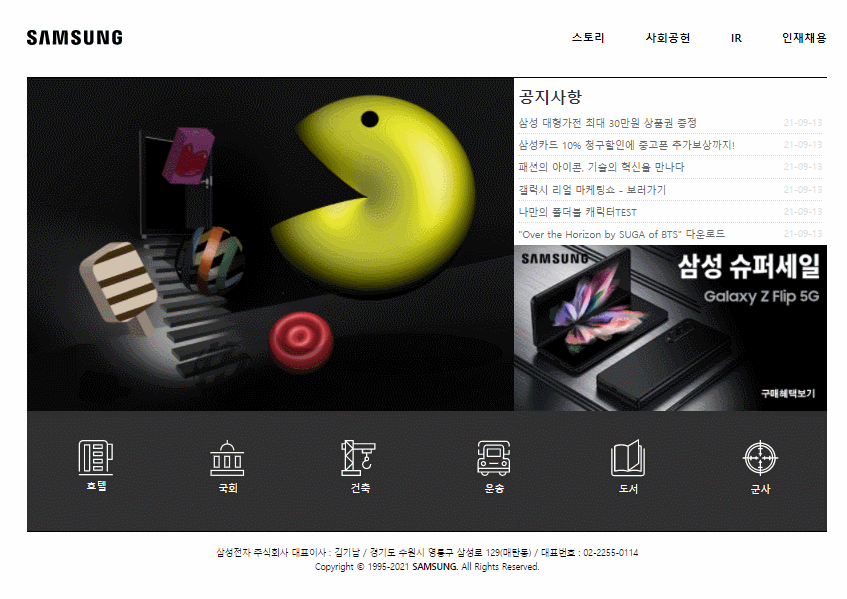 SAMSUNG
스토리 사회공헌 IR 인재채용
공지사항
삼성 대형가전 최대 30만원 상품권 증정 21-09-13
삼성카드 10% 청구할인에 중고폰 추가보상까지! 21-09-13
패션의 아이콘, 기술의 혁신을 만나다 21-09-13
갤럭시 리얼 마케팅쇼 - 보러가기 21-09-13
나만의 폴더블 캐릭터TEST 21-09-13
"Over the Horizon by SUGA of BTS" 다운로드 21-09-13
SAMSUNG
삼성 슈퍼세일
Galaxy Z Flip 5G
구매혜택보기
호텔 국회 건축 운송 도서 군사
삼성전자 주식회사 대표이사 : 김기남 / 경기도 수원시 영통구 삼성로 129(매탄동) / 대표번호 : 02-2255-0114
Copyright © 1995-2021 SAMSUNG. All Rights Reserved.